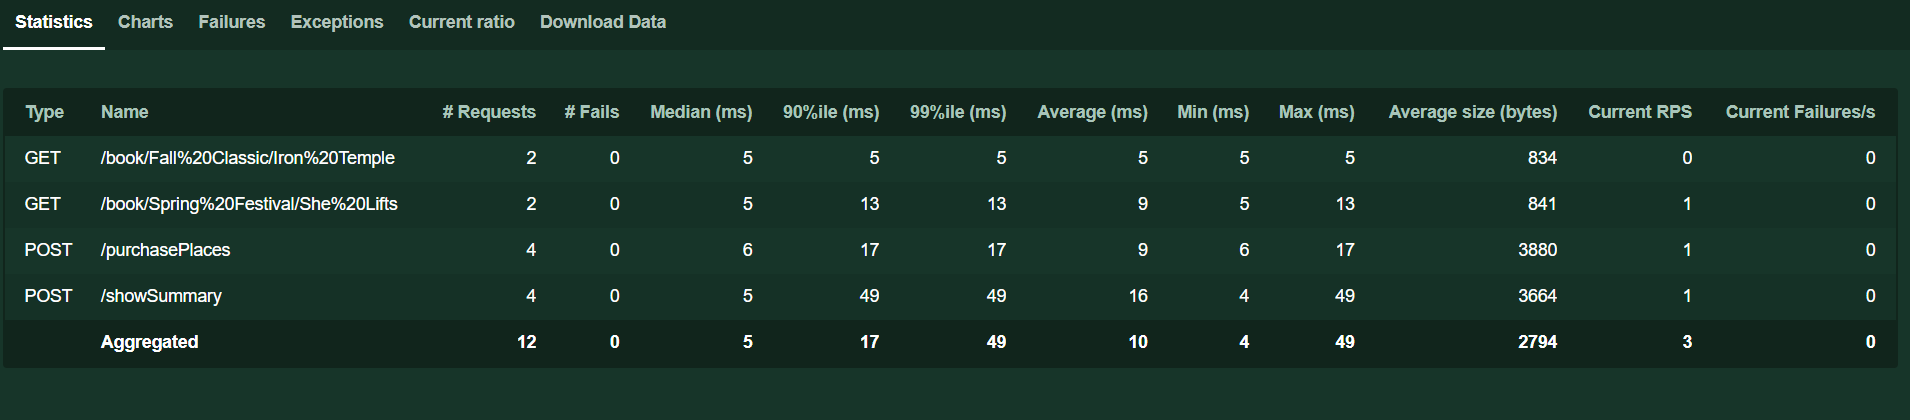 Statistics Charts Failures Exceptions Current ratio Download Data
Type Name # Requests # Fails Median (ms) 90%ile (ms) 99%ile (ms) Average (ms) Min (ms) Max (ms) Average size (bytes) Current RPS Current Failures/s
GET /book/Fall%20Classic/Iron%20Temple 2 0 5 5 5 5 5 5 834 0 0
GET /book/Spring%20Festival/She%20Lifts 2 0 5 13 13 9 5 13 841 1 0
POST /purchasePlaces 4 0 6 17 17 9 6 17 3880 1 0
POST /showSummary 4 0 5 49 49 16 4 49 3664 1 0
Aggregated 12 0 5 17 49 10 4 49 2794 3 0